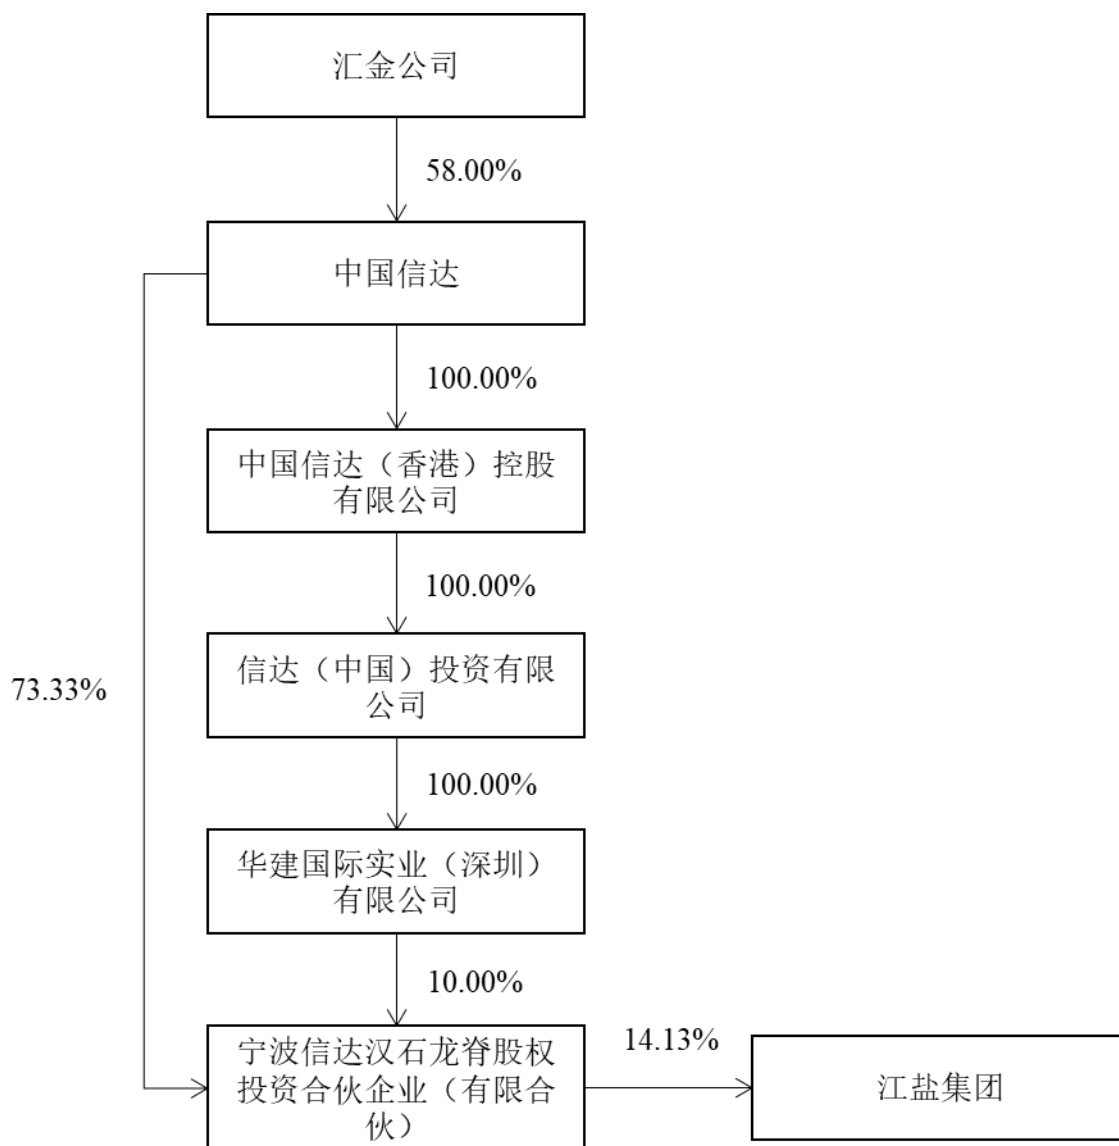 汇金公司
58.00%
中国信达
100.00%
中国信达（香港）控股
有限公司
100.00%
信达（中国）投资有限
公司
73.33%
100.00%
华建国际实业（深圳）
有限公司
10.00%
宁波信达汉石龙脊股权
投资合伙企业（有限合
伙）
14.13%
江盐集团